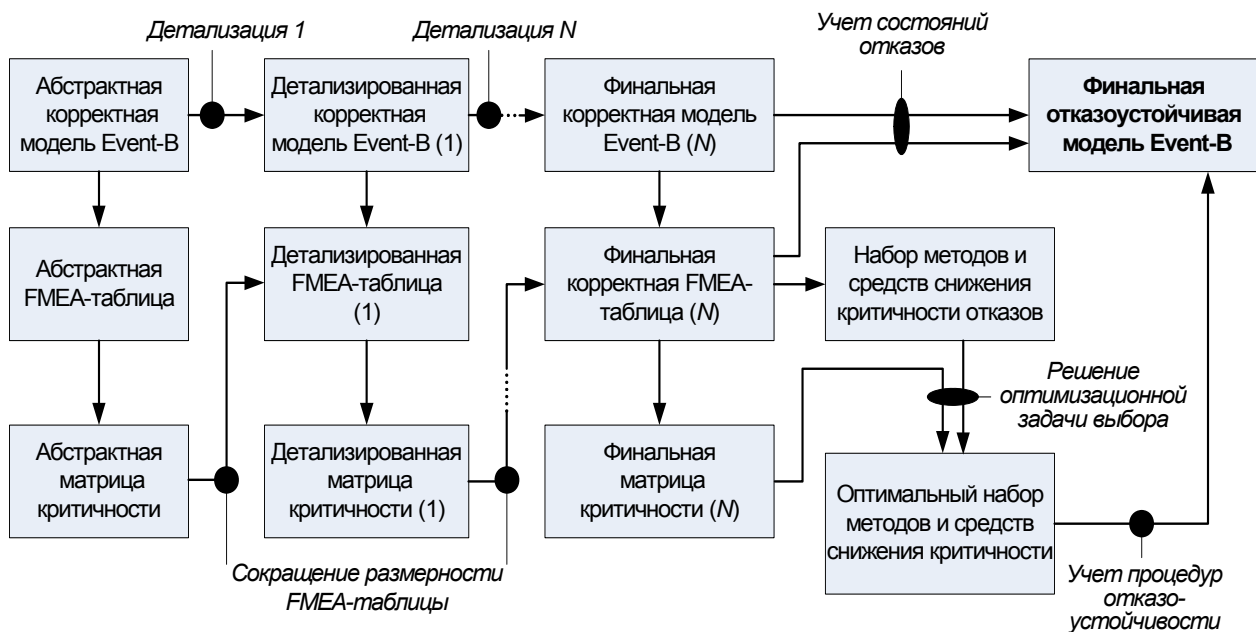 Детализация 1
Детализация N
Учет состояний
отказов
Абстрактная
корректная
модель Event-B
Детализированная
корректная
модель Event-B (1)
Финальная
корректная модель
Event-B (N)
Финальная
отказоустойчивая
модель Event-B
Абстрактная
FMEA-таблица
Детализированная
FMEA-таблица
(1)
Финальная
корректная FMEA-
таблица (N)
Набор методов и
средств снижения
критичности отказов
Решение
оптимизационной
задачи выбора
Абстрактная
матрица
критичности
Детализированная
матрица
критичности (1)
Финальная
матрица
критичности (N)
Оптимальный набор
методов и средств
снижения критичности
Сокращение размерности
FMEA-таблицы
Учет процедур
отказо-
устойчивости